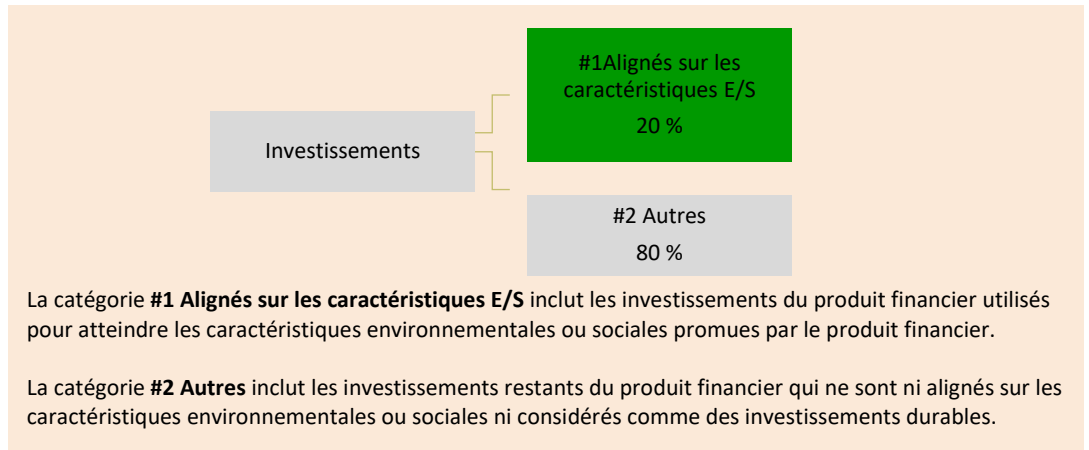 #1Alignés sur les
caractéristiques E/S
20 %
Investissements
#2 Autres
80 %
La catégorie #1 Alignés sur les caractéristiques E/S inclut les investissements du produit financier utilisés
pour atteindre les caractéristiques environnementales ou sociales promues par le produit financier.
La catégorie #2 Autres inclut les investissements restants du produit financier qui ne sont ni alignés sur les
caractéristiques environnementales ou sociales ni considérés comme des investissements durables.